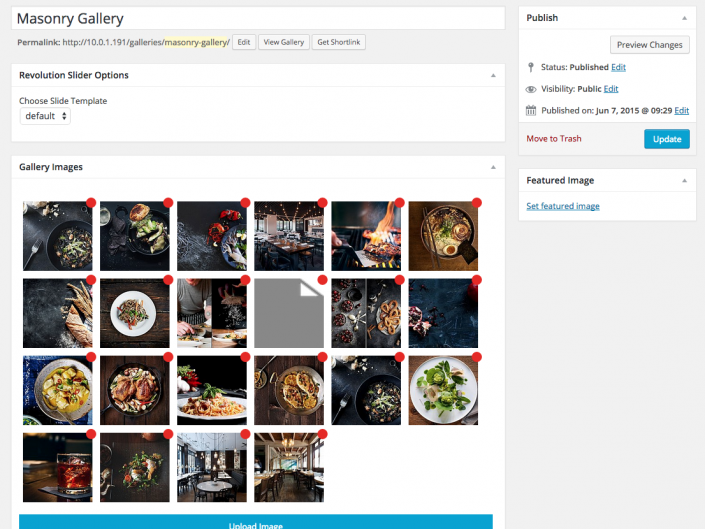 Masonry Gallery
Permalink: http://10.0.1.191/galleries/masonry-gallery/ Edit View Gallery Get Shortlink
Revolution Slider Options
Choose Slide Template
default
Gallery Images
Upload Image
Publish
Preview Changes
Status: Published Edit
Visibility: Public Edit
Published on: Jun 7, 2015 @ 09:29 Edit
Move to Trash Update
Featured Image
Set featured image